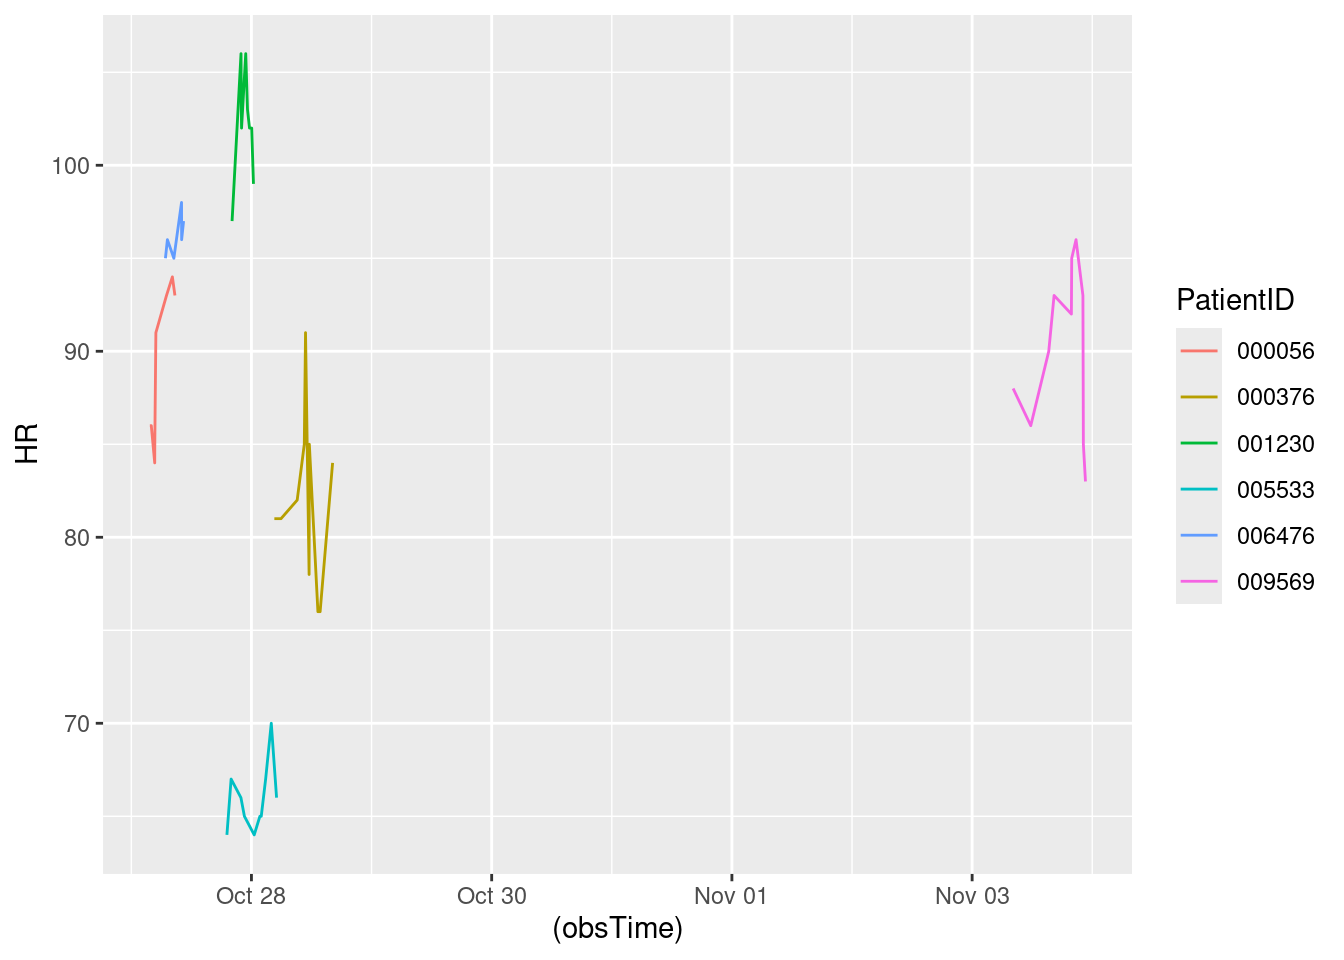 100
90
80
70
HR
Oct 28
Oct 30
Nov 01
Nov 03
(obsTime)
PatientID
000056
000376
001230
005533
006476
009569